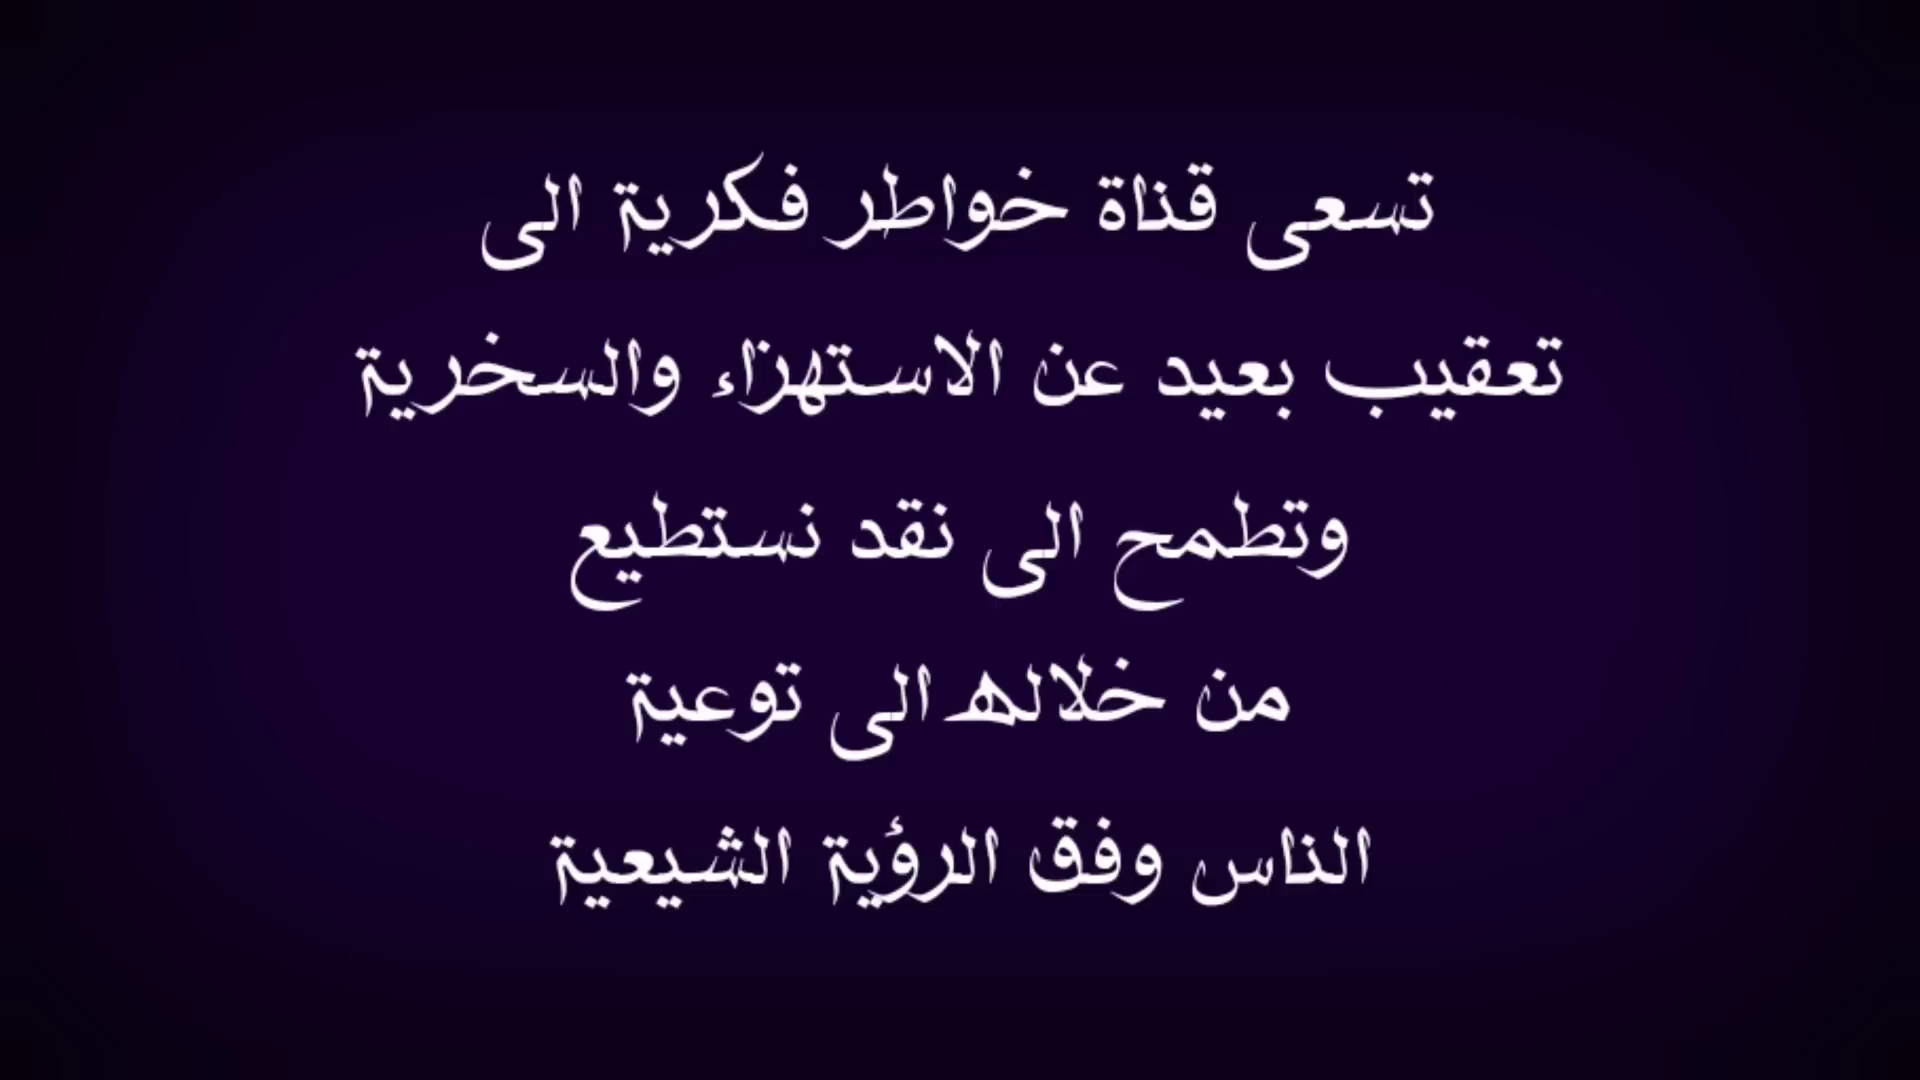 تسعى قناة خواطر فكرية الى
تعقيب بعيد عن الاستهزاء والسخرية
وتطمح الى نقد نستطيع
من خلاله الى توعية
الناس وفق الرؤية الشيعية